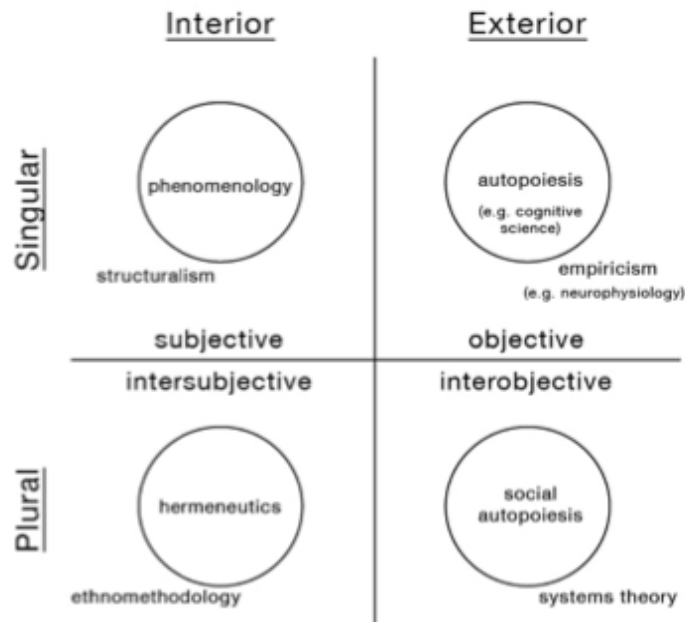 Interior
Exterior
Singular
phenomenology
structuralism
subjective
autopoiesis
(e.g. cognitive
science)
empiricism
(e.g. neurophysiology)
objective
Plural
intersubjective
hermeneutics
ethnomethodology
interobjective
social
autopoiesis
systems theory